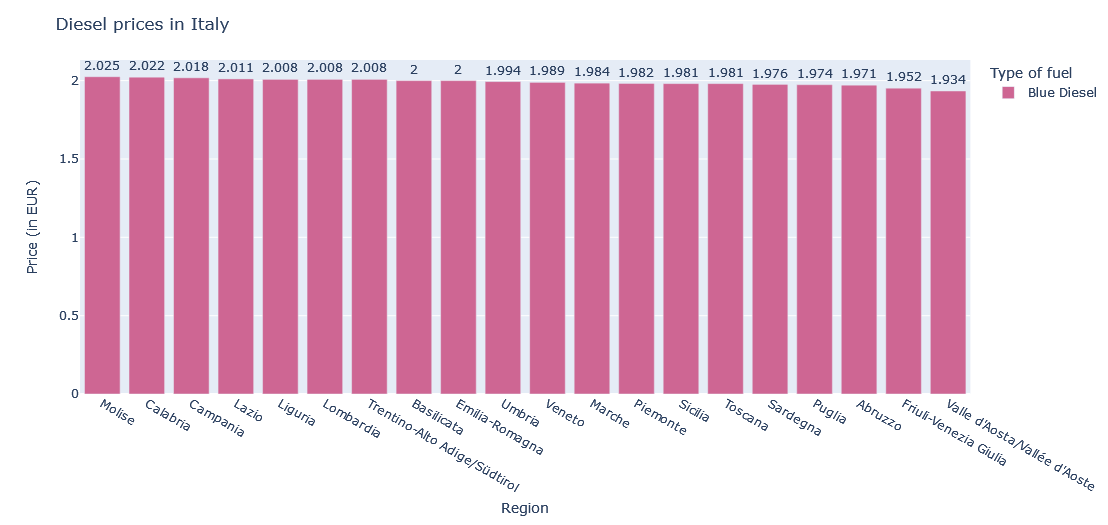 Diesel prices in Italy
2.025 2.022 2.018 2.011 2.008 2.008 2.008 2 2 1.994 1.989 1.984 1.982 1.981 1.981 1.976 1.974 1.971 1.952 1.934
Type of fuel
Blue Diesel
2
1.5
1
0.5
0
Price (in EUR)
Molise
Calabria
Campania
Lazio
Liguria
Lombardia
Trentino-Alto Adige/Südtirol
Basilicata
Emilia-Romagna
Umbria
Veneto
Marche
Piemonte
Sicilia
Toscana
Sardegna
Puglia
Abruzzo
Friuli-Venezia Giulia
Valle d'Aosta/Vallée d'Aoste
Region